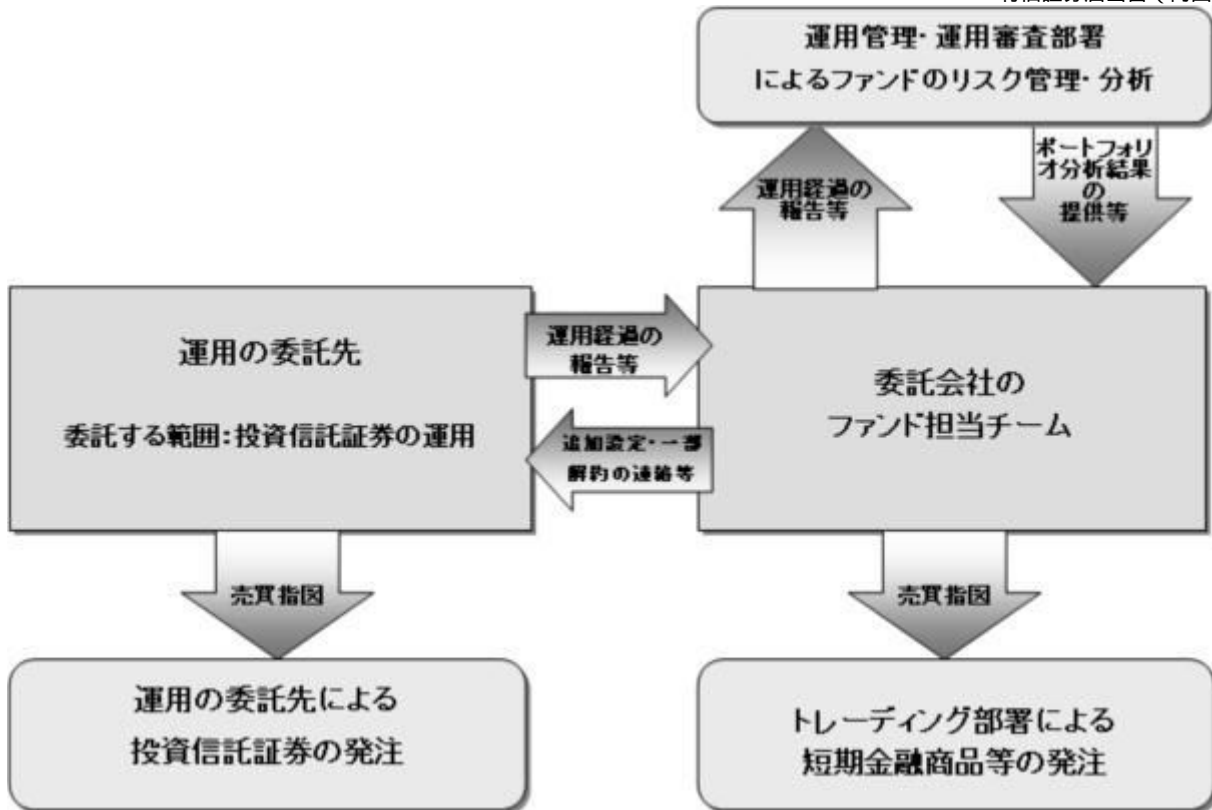 運用管理・運用審査部署
によるファンドのリスク管理・分析
運用経過の
報告等
ポートフォリ
オ分析結果
の
提供等
運用の委託先
委託する範囲:投資信託証券の運用
運用経過の
報告等
追加設定・一部
解約の連絡等
委託会社の
ファンド担当チーム
売買指図
売買指図
運用の委託先による
投資信託証券の発注
トレーディング部署による
短期金融商品等の発注